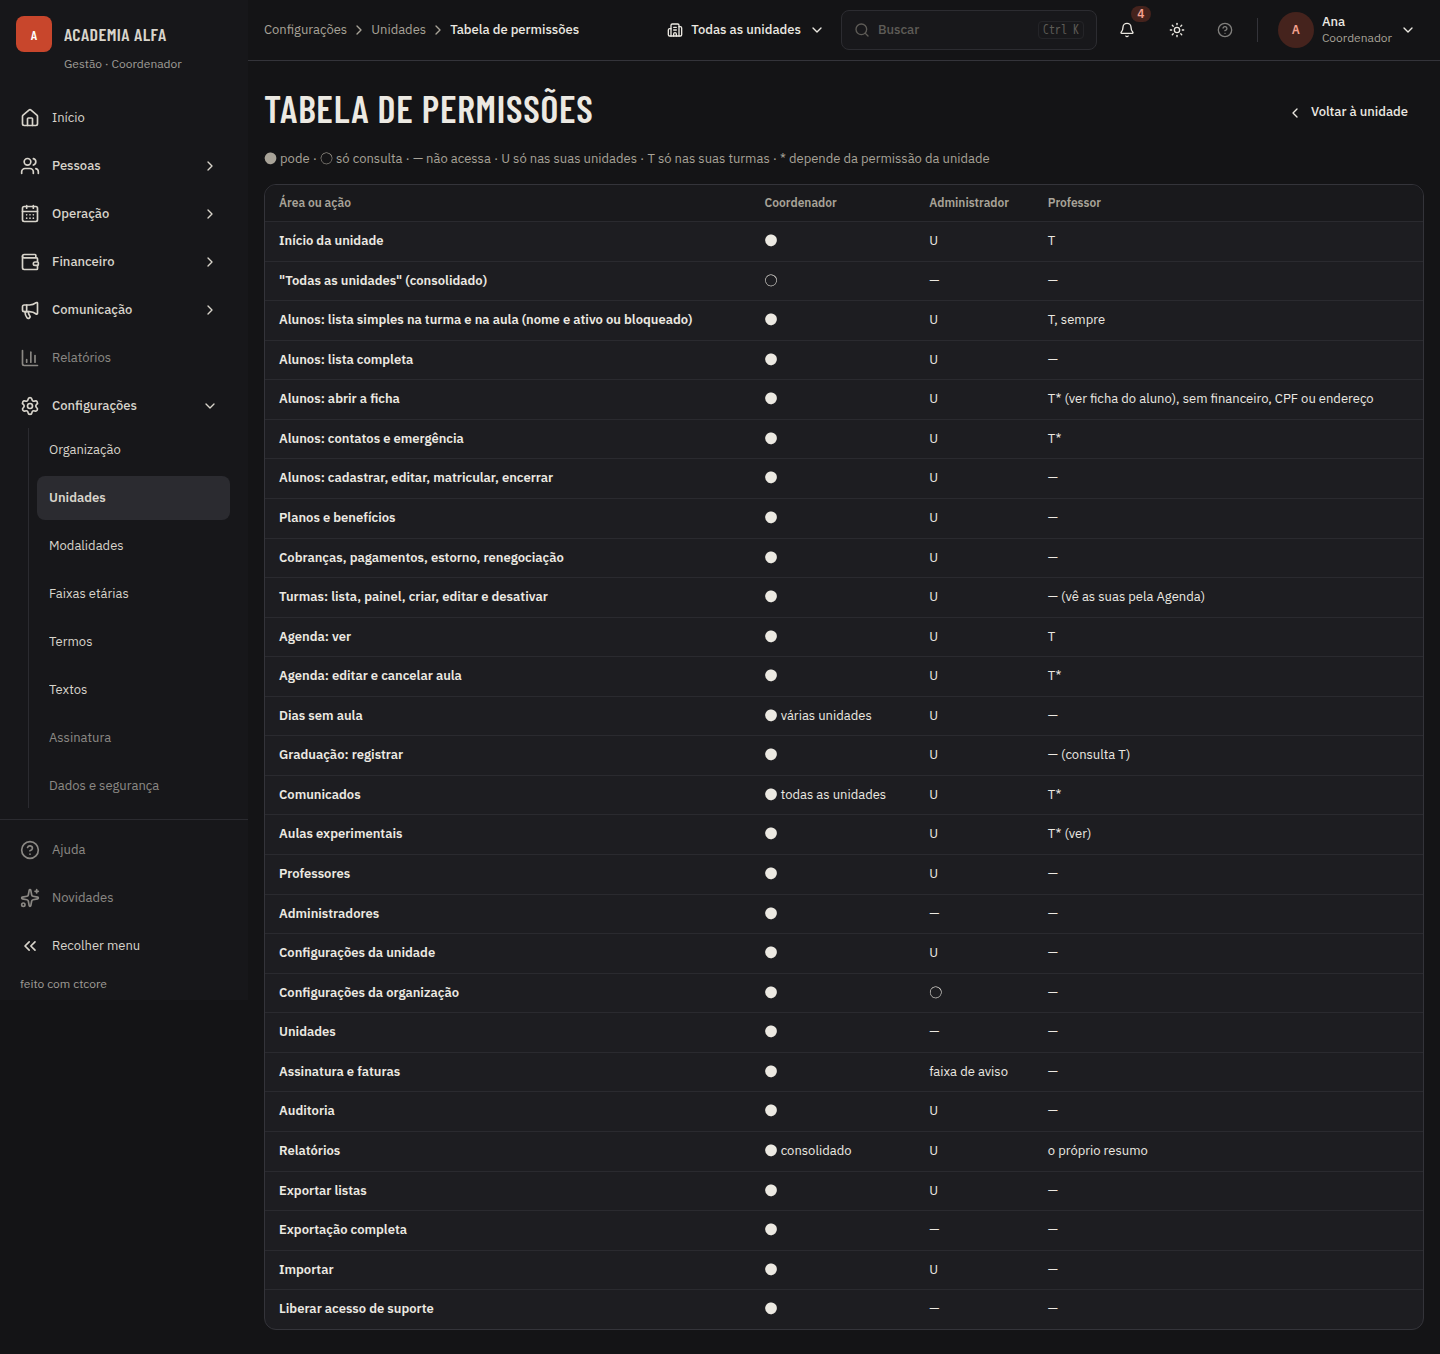 A
ACADEMIA ALFA
Gestão · Coordenador
Início
Pessoas
Operação
Financeiro
Comunicação
Relatórios
Configurações
Organização
Unidades
Modalidades
Faixas etárias
Termos
Textos
Assinatura
Dados e segurança
Ajuda
Novidades
Recolher menu
feito com ctcore
Configurações > Unidades > Tabela de permissões
Todas as unidades
Buscar Ctrl K
4
A
Ana
Coordenador
TABELA DE PERMISSÕES
Voltar à unidade
● pode · ○ só consulta · — não acessa · U só nas suas unidades · T só nas suas turmas · * depende da permissão da unidade
Área ou ação Coordenador Administrador Professor
Início da unidade ● U T
"Todas as unidades" (consolidado) ○ — —
Alunos: lista simples na turma e na aula (nome e ativo ou bloqueado) ● U T, sempre
Alunos: lista completa ● U —
Alunos: abrir a ficha ● U T* (ver ficha do aluno), sem financeiro, CPF ou endereço
Alunos: contatos e emergência ● U T*
Alunos: cadastrar, editar, matricular, encerrar ● U —
Planos e benefícios ● U —
Cobranças, pagamentos, estorno, renegociação ● U —
Turmas: lista, painel, criar, editar e desativar ● U — (vê as suas pela Agenda)
Agenda: ver ● U T
Agenda: editar e cancelar aula ● U T*
Dias sem aula ● várias unidades U —
Graduação: registrar ● U — (consulta T)
Comunicados ● todas as unidades U T*
Aulas experimentais ● U T* (ver)
Professores ● U —
Administradores ● — —
Configurações da unidade ● U —
Configurações da organização ● ○ —
Unidades ● — —
Assinatura e faturas ● faixa de aviso —
Auditoria ● U —
Relatórios ● consolidado U o próprio resumo
Exportar listas ● U —
Exportação completa ● — —
Importar ● U —
Liberar acesso de suporte ● — —